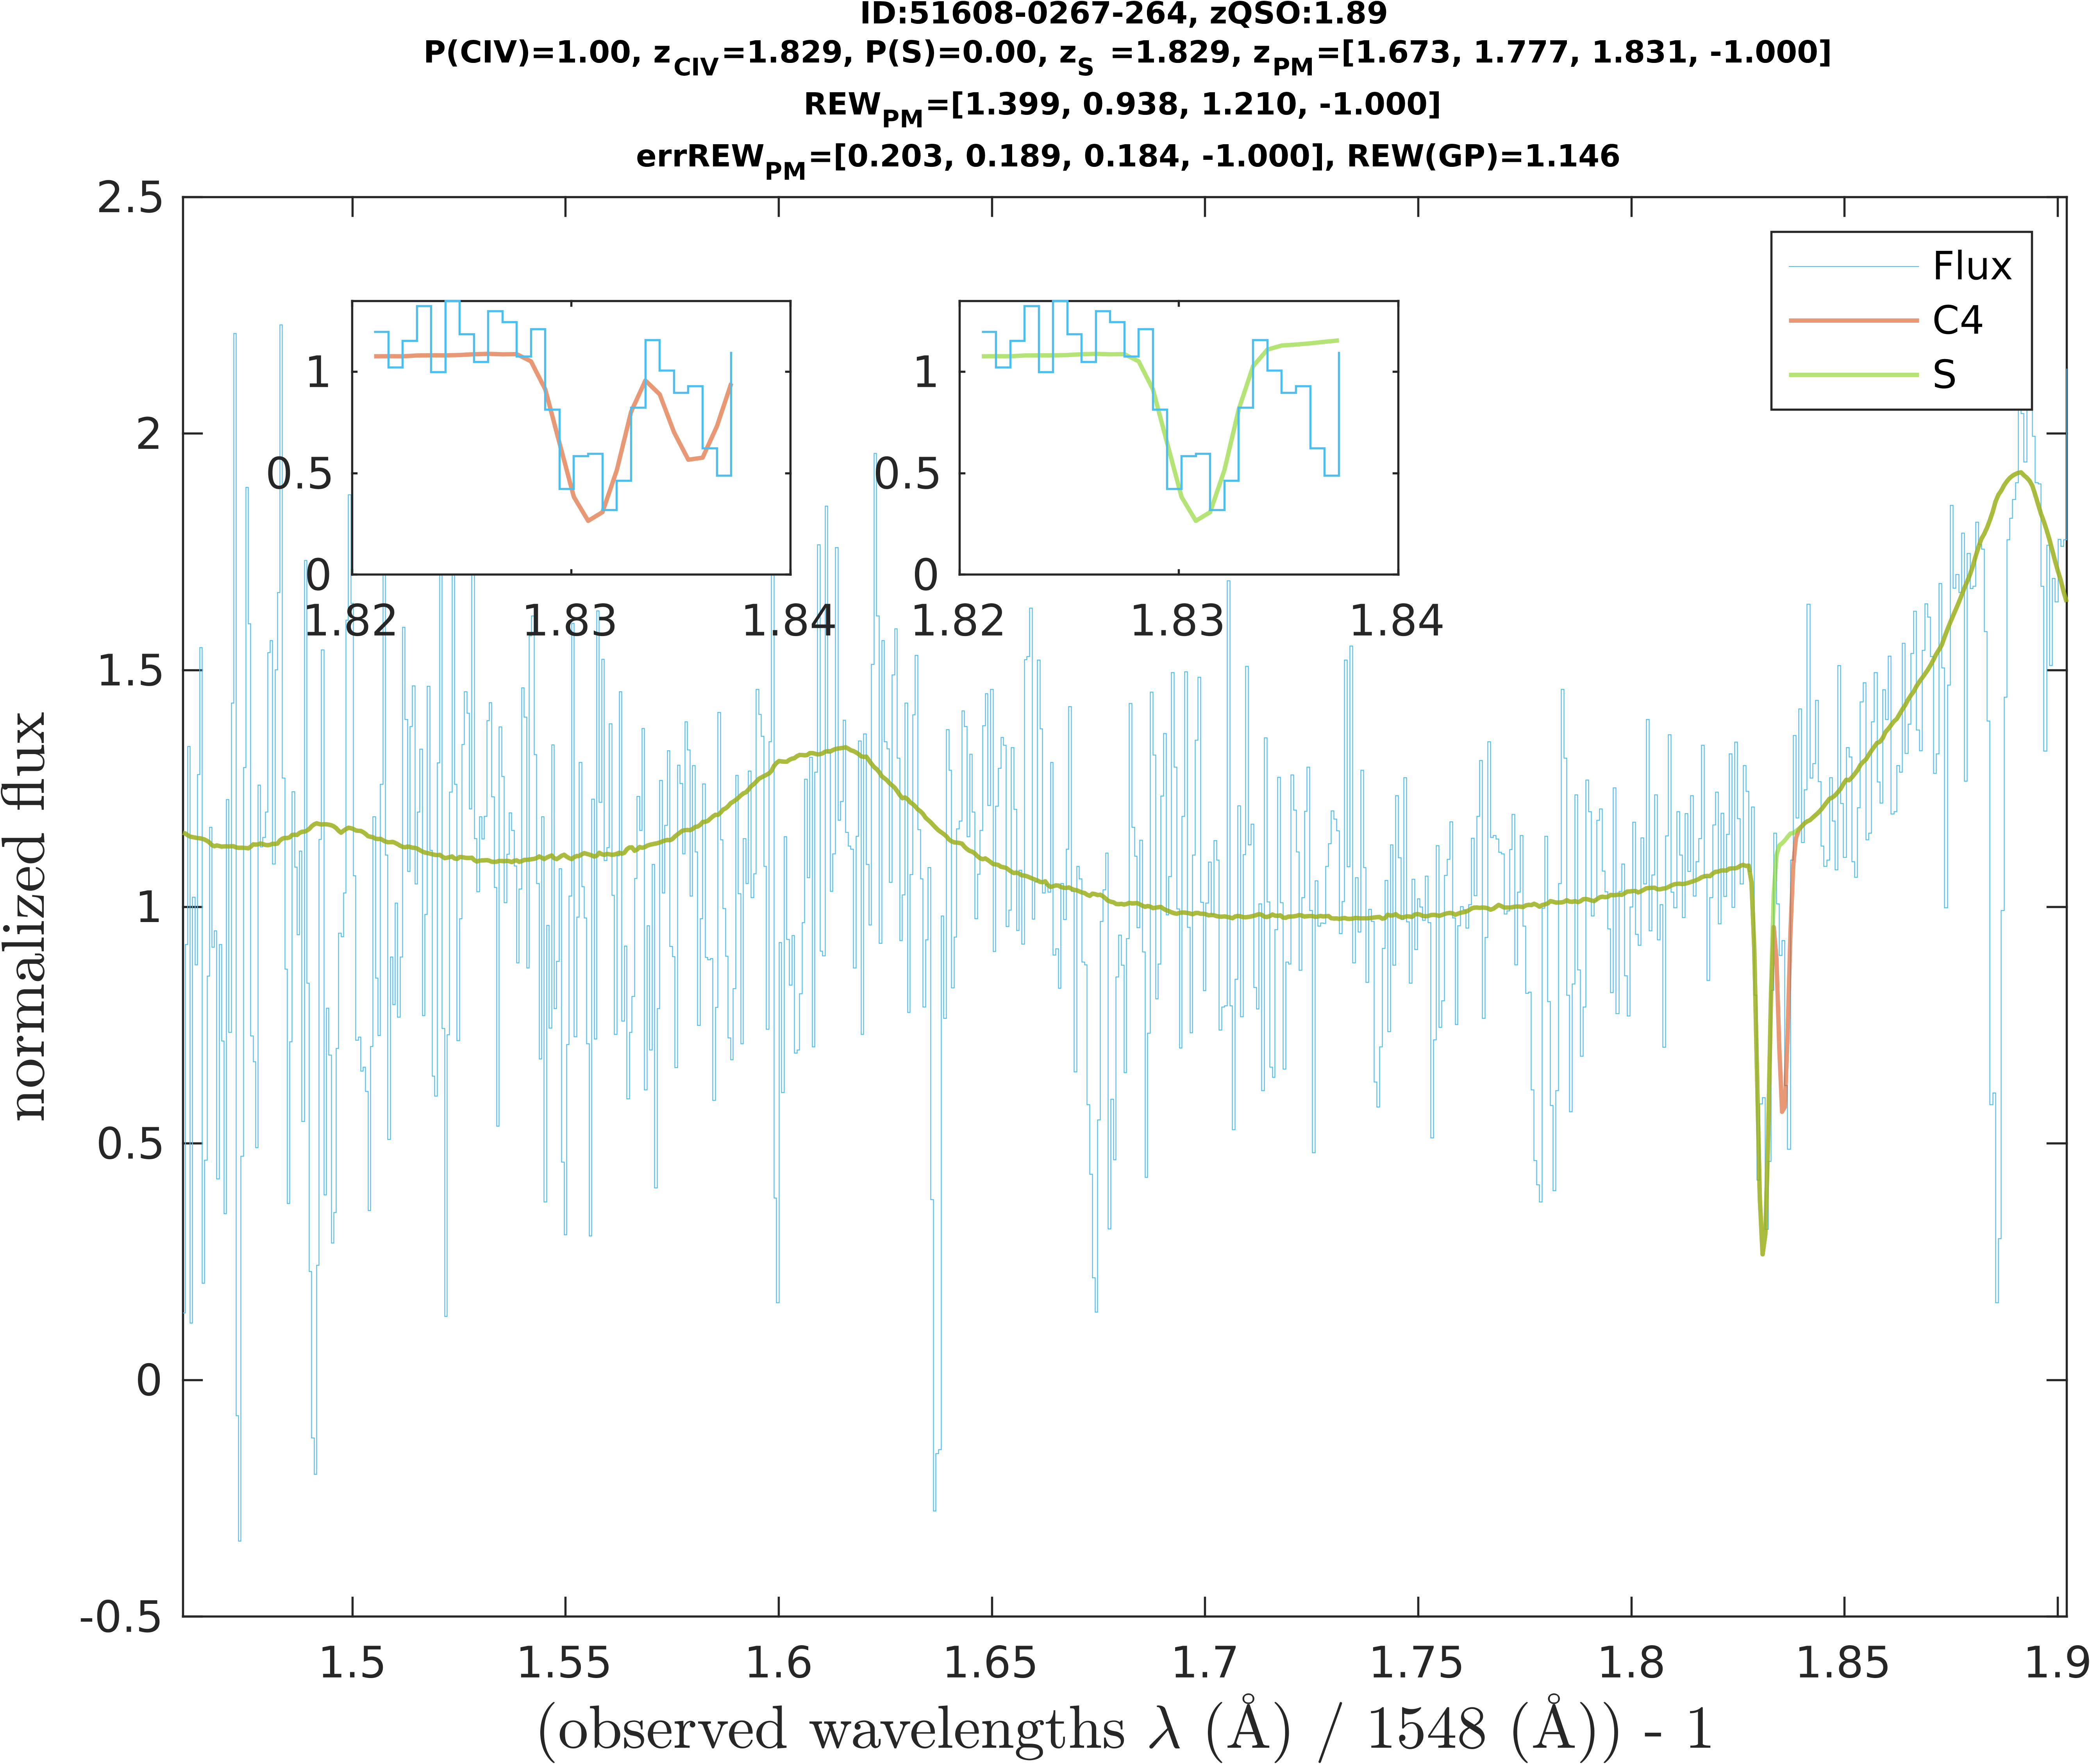 ID:51608-0267-264, zQSO:1.89
P(CIV)=1.00, zCIV=1.829, P(S)=0.00, zS =1.829, zPM=[1.673, 1.777, 1.831, -1.000]
REWPM=[1.399, 0.938, 1.210, -1.000]
errREWPM=[0.203, 0.189, 0.184, -1.000], REW(GP)=1.146
2.5
2
1.5
1
0.5
0
-0.5
normalized flux
1
0.5
0
1.82 1.83 1.84
1
0.5
0
1.82 1.83 1.84
Flux
C4
S
1.5 1.55 1.6 1.65 1.7 1.75 1.8 1.85 1.9
(observed wavelengths λ (Å) / 1548 (Å)) - 1